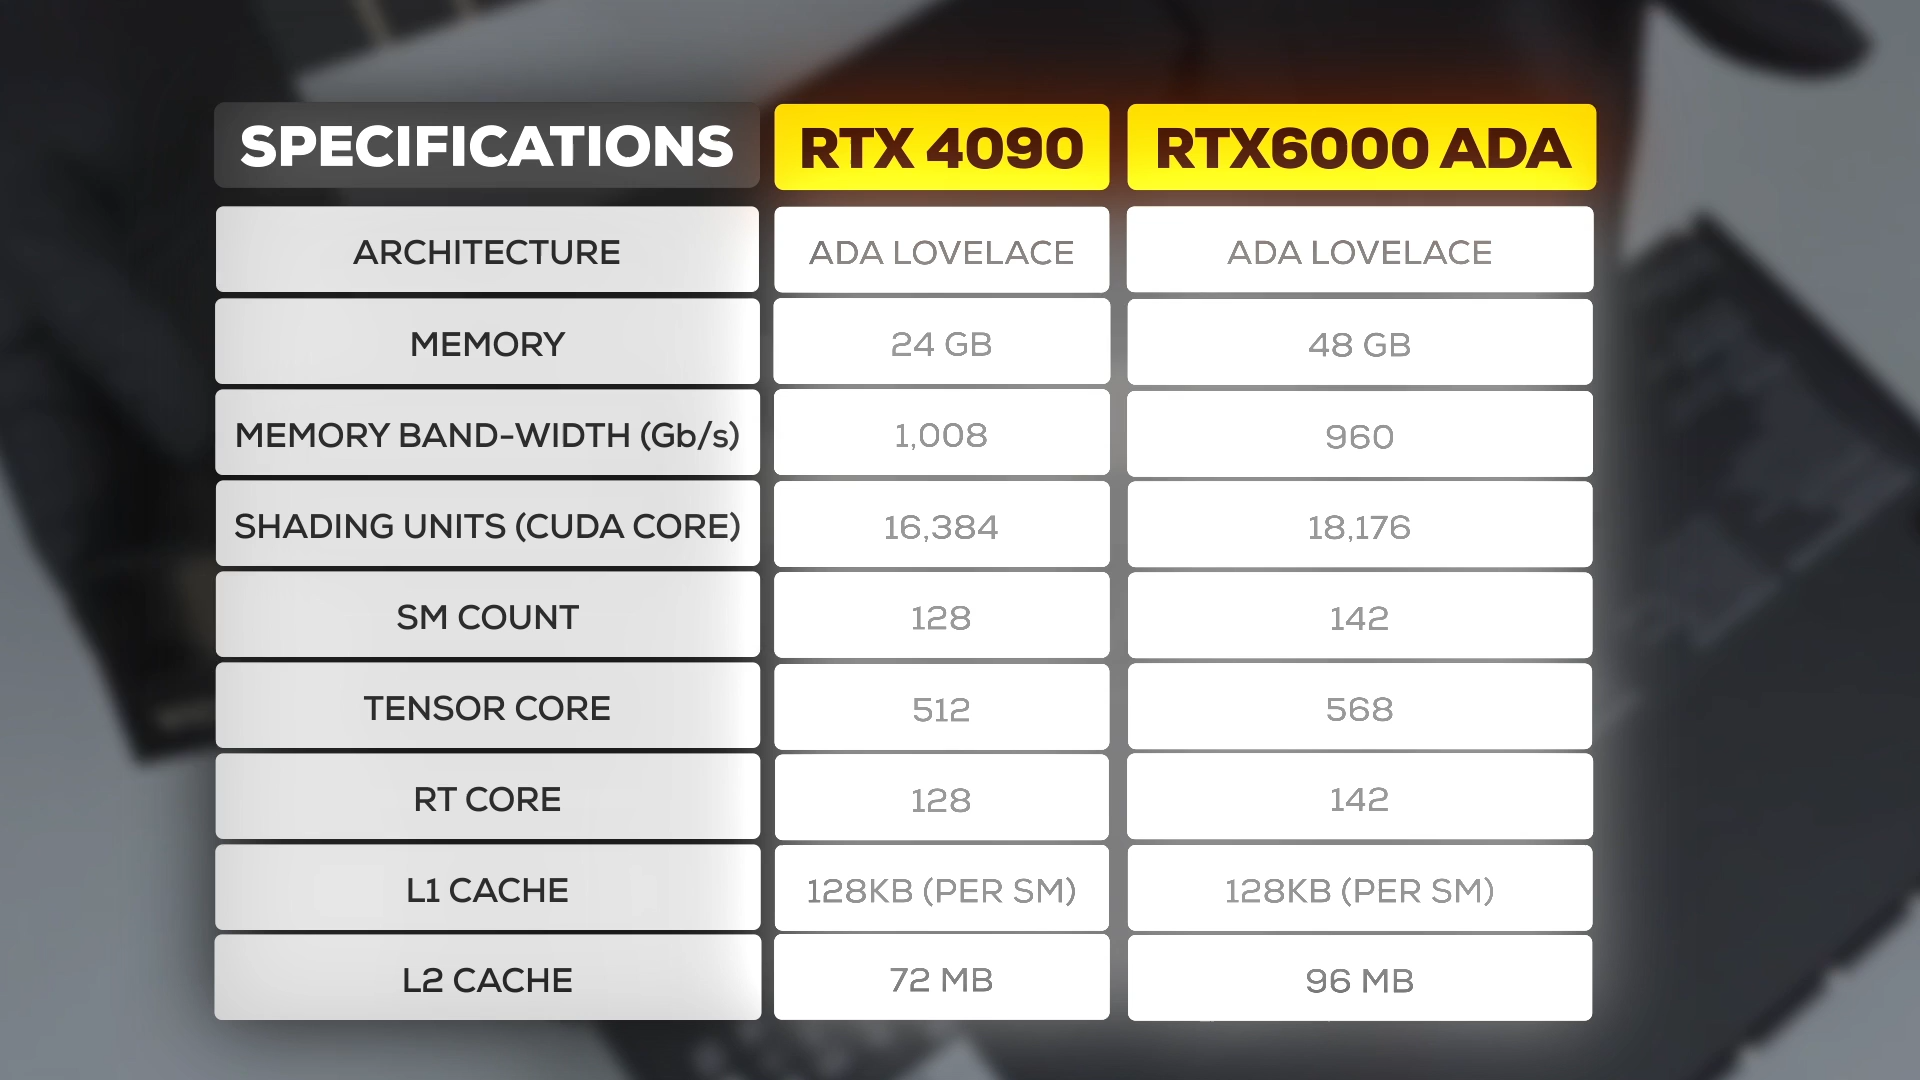 SPECIFICATIONS RTX 4090 RTX6000 ADA
ARCHITECTURE ADA LOVELACE ADA LOVELACE
MEMORY 24 GB 48 GB
MEMORY BAND-WIDTH (Gb/s) 1,008 960
SHADING UNITS (CUDA CORE) 16,384 18,176
SM COUNT 128 142
TENSOR CORE 512 568
RT CORE 128 142
L1 CACHE 128KB (PER SM) 128KB (PER SM)
L2 CACHE 72 MB 96 MB